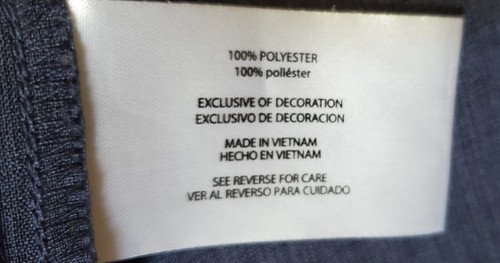 100% POLYESTER
100% poliéster
EXCLUSIVE OF DECORATION
EXCLUSIVO DE DECORACION
MADE IN VIETNAM
HECHO EN VIETNAM
SEE REVERSE FOR CARE
VER AL REVERSO PARA CUIDADO